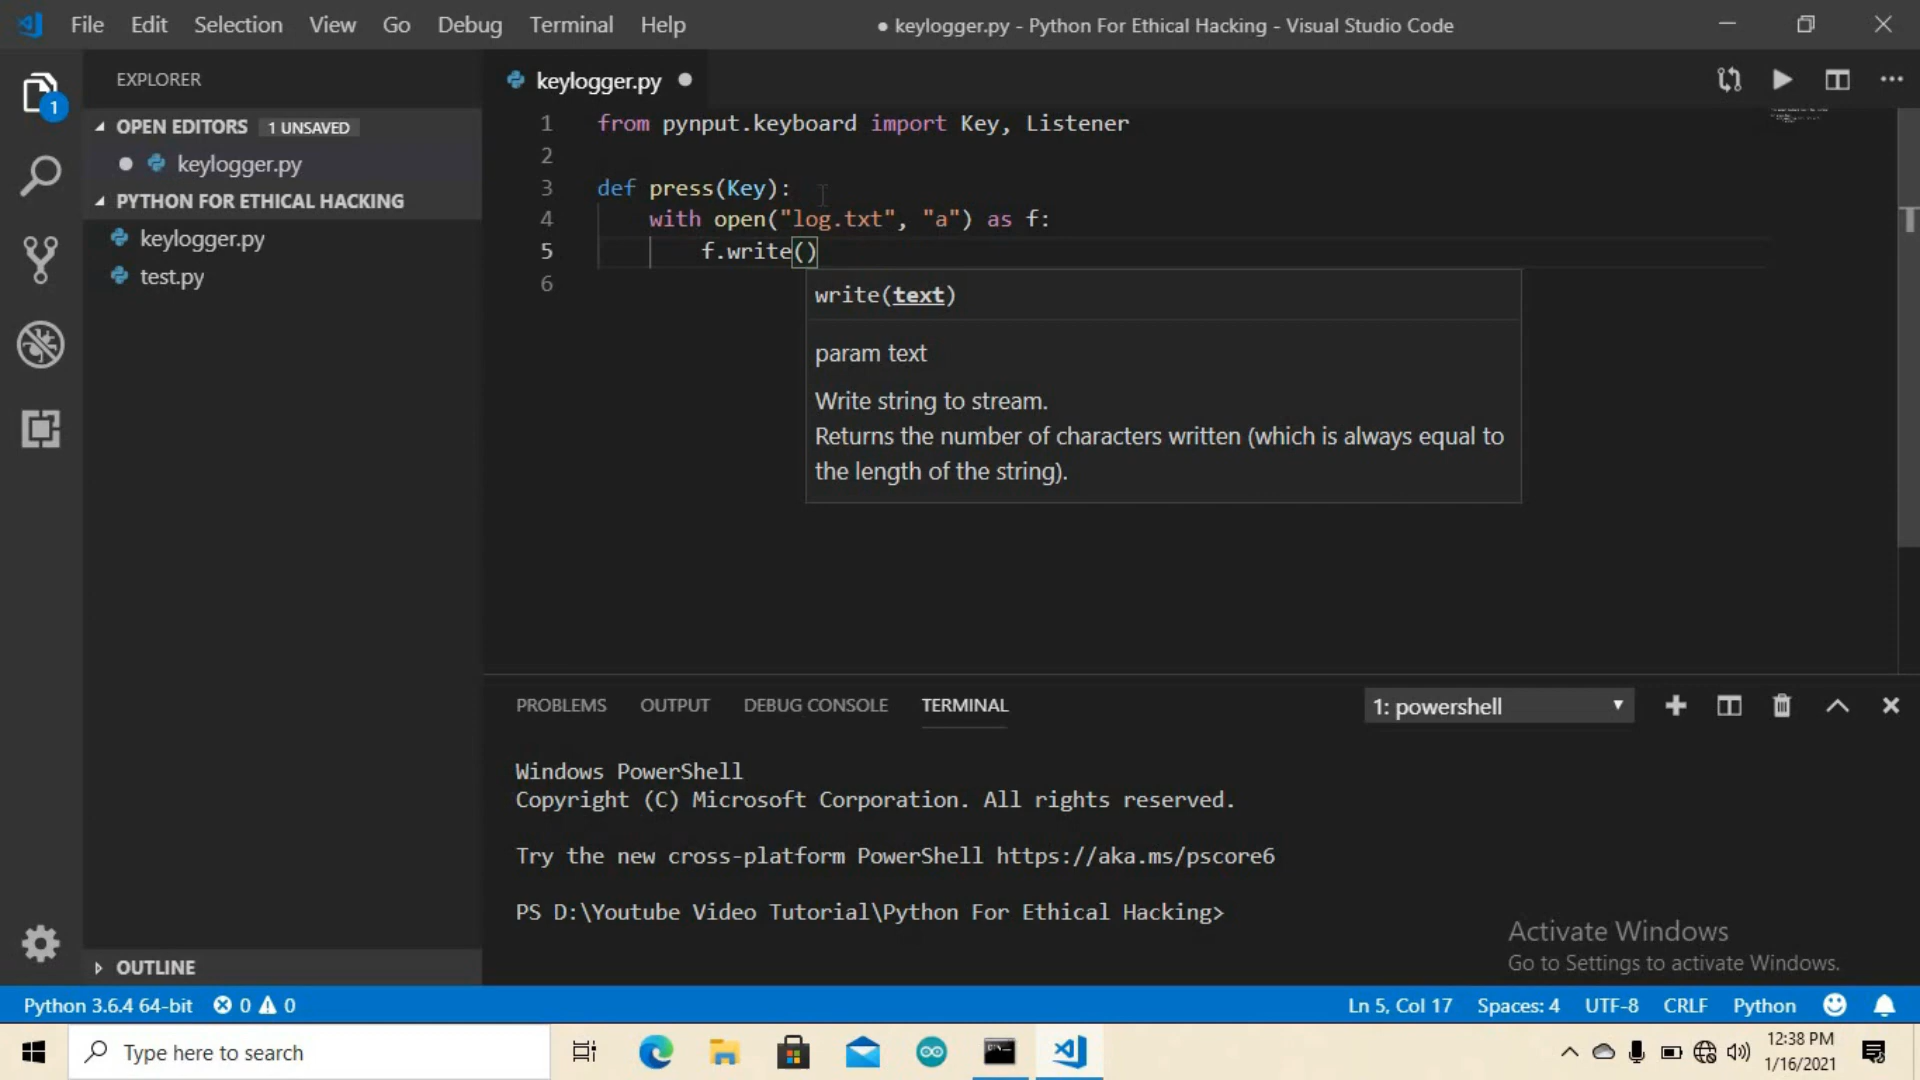 File Edit Selection View Go Debug Terminal Help
● keylogger.py - Python For Ethical Hacking - Visual Studio Code
1
EXPLORER
OPEN EDITORS 1 UNSAVED
keylogger.py
PYTHON FOR ETHICAL HACKING
keylogger.py
test.py
OUTLINE
keylogger.py
1 from pynput.keyboard import Key, Listener
2
3 def press(Key):
4 with open("log.txt", "a") as f:
5 f.write()
6
write(text)
param text
Write string to stream.
Returns the number of characters written (which is always equal to
the length of the string).
PROBLEMS OUTPUT DEBUG CONSOLE TERMINAL
1: powershell
Windows PowerShell
Copyright (C) Microsoft Corporation. All rights reserved.
Try the new cross-platform PowerShell https://aka.ms/pscore6
PS D:\Youtube Video Tutorial\Python For Ethical Hacking>
Activate Windows
Go to Settings to activate Windows.
Python 3.6.4 64-bit 0 0
Ln 5, Col 17 Spaces: 4 UTF-8 CRLF Python
Type here to search
12:38 PM
1/16/2021